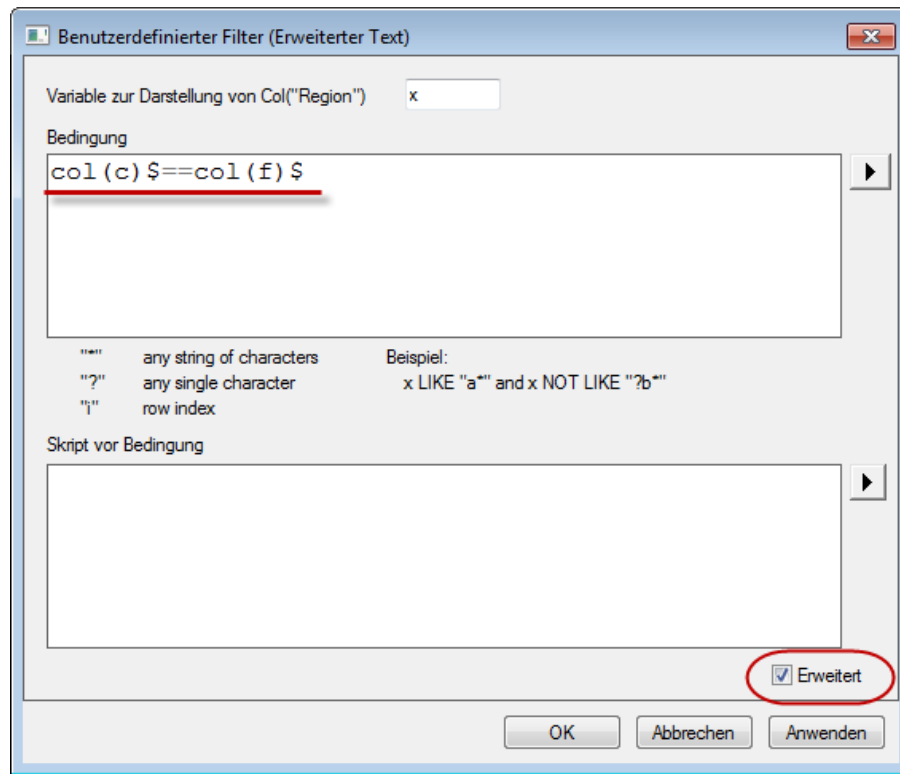 Benutzerdefinierter Filter (Erweiterter Text)
Variable zur Darstellung von Col("Region") x
Bedingung
col(c)$==col(f)$
"*" any string of characters Beispiel:
"?" any single character x LIKE "a*" and x NOT LIKE "?b*"
"i" row index
Skript vor Bedingung
Erweitert
OK Abbrechen Anwenden